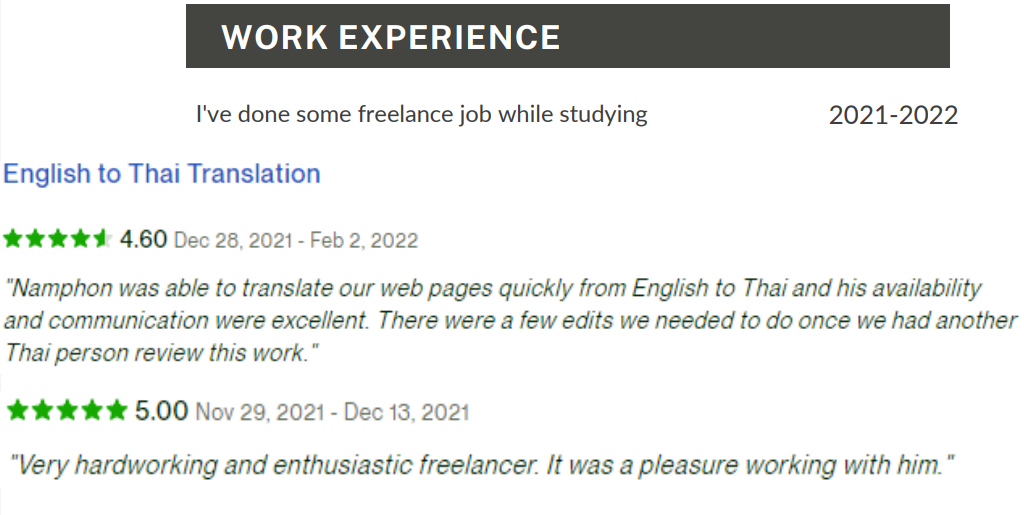 WORK EXPERIENCE
I've done some freelance job while studying 2021-2022
English to Thai Translation
4.60 Dec 28, 2021 - Feb 2, 2022
"Namphon was able to translate our web pages quickly from English to Thai and his availability
and communication were excellent. There were a few edits we needed to do once we had another
Thai person review this work."
5.00 Nov 29, 2021 - Dec 13, 2021
"Very hardworking and enthusiastic freelancer. It was a pleasure working with him."